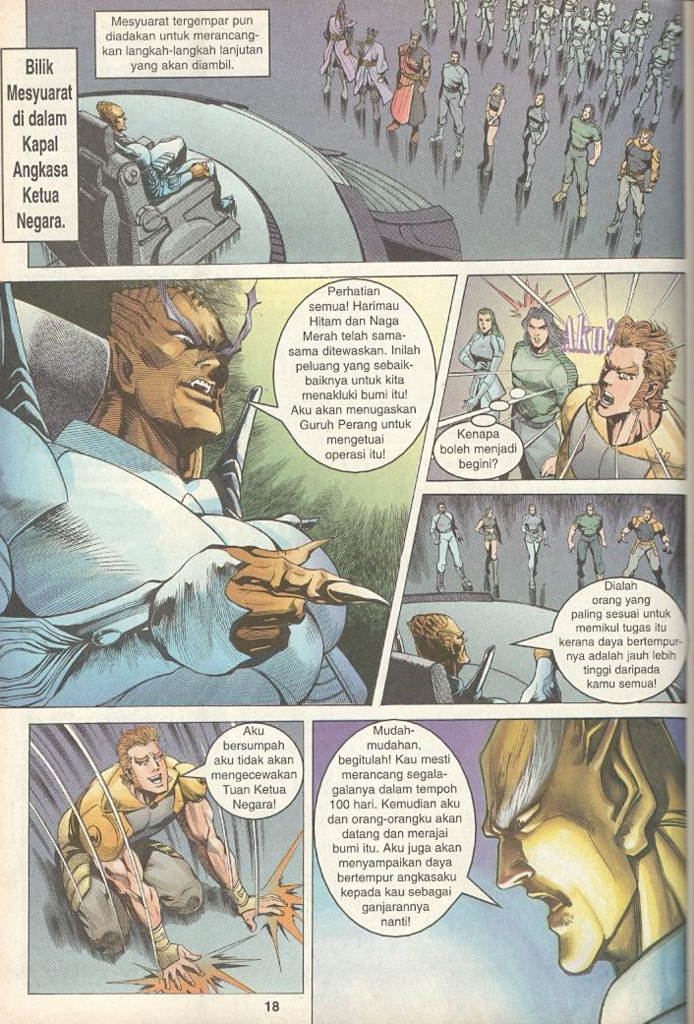 Mesyuarat tergempar pun
diadakan untuk merancang-
kan langkah-langkah lanjutan
yang akan diambil.
Bilik
Mesyuarat
di dalam
Kapal
Angkasa
Ketua
Negara.
Perhatian
semua! Harimau
Hitam dan Naga
Merah telah sama-
sama ditewaskan. Inilah
peluang yang sebaik-
baiknya untuk kita
menakluki bumi itu!
Aku akan menugaskan
Guruh Perang untuk
mengetuai
operasi itu!
Aku?
Kenapa
boleh menjadi
begini?
Dialah
orang yang
paling sesuai untuk
memikul tugas itu
kerana daya bertempur-
nya adalah jauh lebih
tinggi daripada
kamu semua!
Aku
bersumpah
aku tidak akan
mengecewakan
Tuan Ketua
Negara!
Mudah-
mudahan,
begitulah! Kau mesti
merancang segala-
galanya dalam tempoh
100 hari. Kemudian aku
dan orang-orangku akan
datang dan merajai
bumi itu. Aku juga akan
menyampaikan daya
bertempur angkasaku
kepada kau sebagai
ganjarannya
nanti!
18